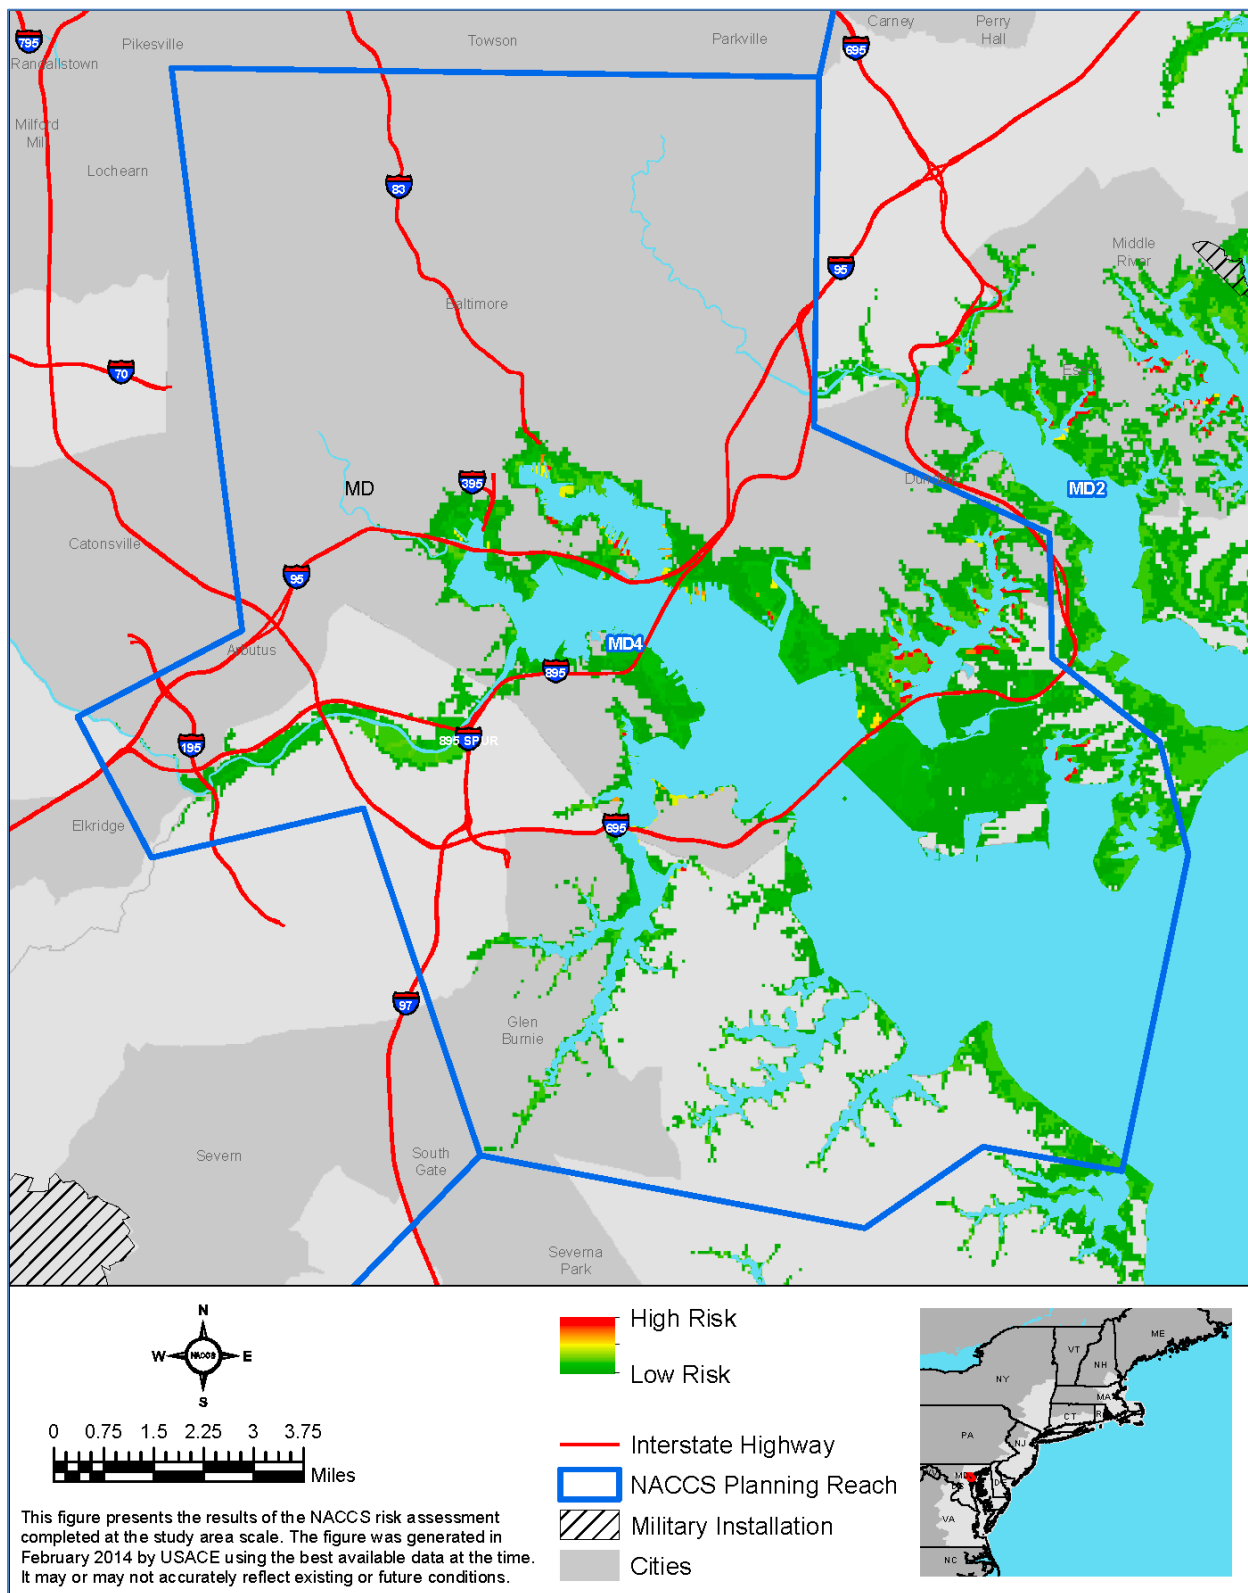 795
Pikesville
Towson
Parkville
Carney
Perry
Hall
695
Randallstown
Milford
Mill
Lochearn
83
Middle
River
95
Baltimore
70
Essex
395
MD
MD2
Catonsville
95
MD4
Arbutus
895
195
895 SPUR
Elkridge
695
97
Glen
Burnie
Severn
South
Gate
Severna
Park
N
W
NACCS
E
S
0 0.75 1.5 2.25 3 3.75
Miles
This figure presents the results of the NACCS risk assessment
completed at the study area scale. The figure was generated in
February 2014 by USACE using the best available data at the time.
It may or may not accurately reflect existing or future conditions.
High Risk
Low Risk
Interstate Highway
NACCS Planning Reach
Military Installation
Cities
ME
VT
NH
NY
MA
CT
PA
NJ
MD
VA
NC